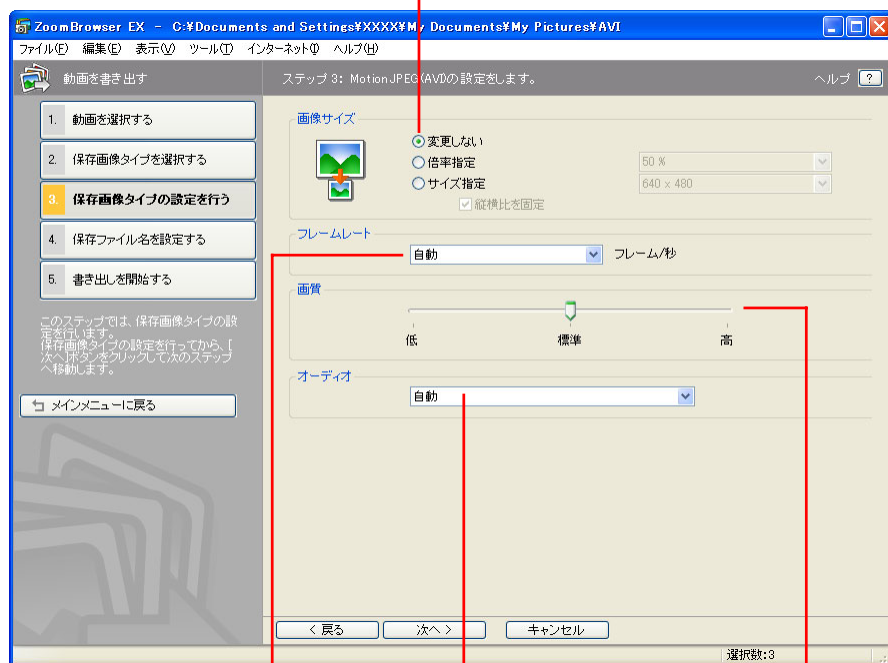 ZoomBrowser EX - C:¥Documents and Settings¥XXXX¥My Documents¥My Pictures¥AVI
ファイル(F) 編集(E) 表示(V) ツール(T) インターネット(I) ヘルプ(H)
動画を書き出す
ステップ 3: MotionJPEG(AVI)の設定をします。
ヘルプ ?
1. 動画を選択する
2. 保存画像タイプを選択する
3. 保存画像タイプの設定を行う
4. 保存ファイル名を設定する
5. 書き出しを開始する
このステップでは、保存画像タイプの設
定を行います。
保存画像タイプの設定を行ってから、[
次へ]ボタンをクリックして次のステップ
へ移動します。
メインメニューに戻る
画像サイズ
変更しない
倍率指定 50 %
サイズ指定 640 x 480
縦横比を固定
フレームレート
自動 フレーム/秒
画質
低 標準 高
オーディオ
自動
< 戻る 次へ > キャンセル
選択数:3